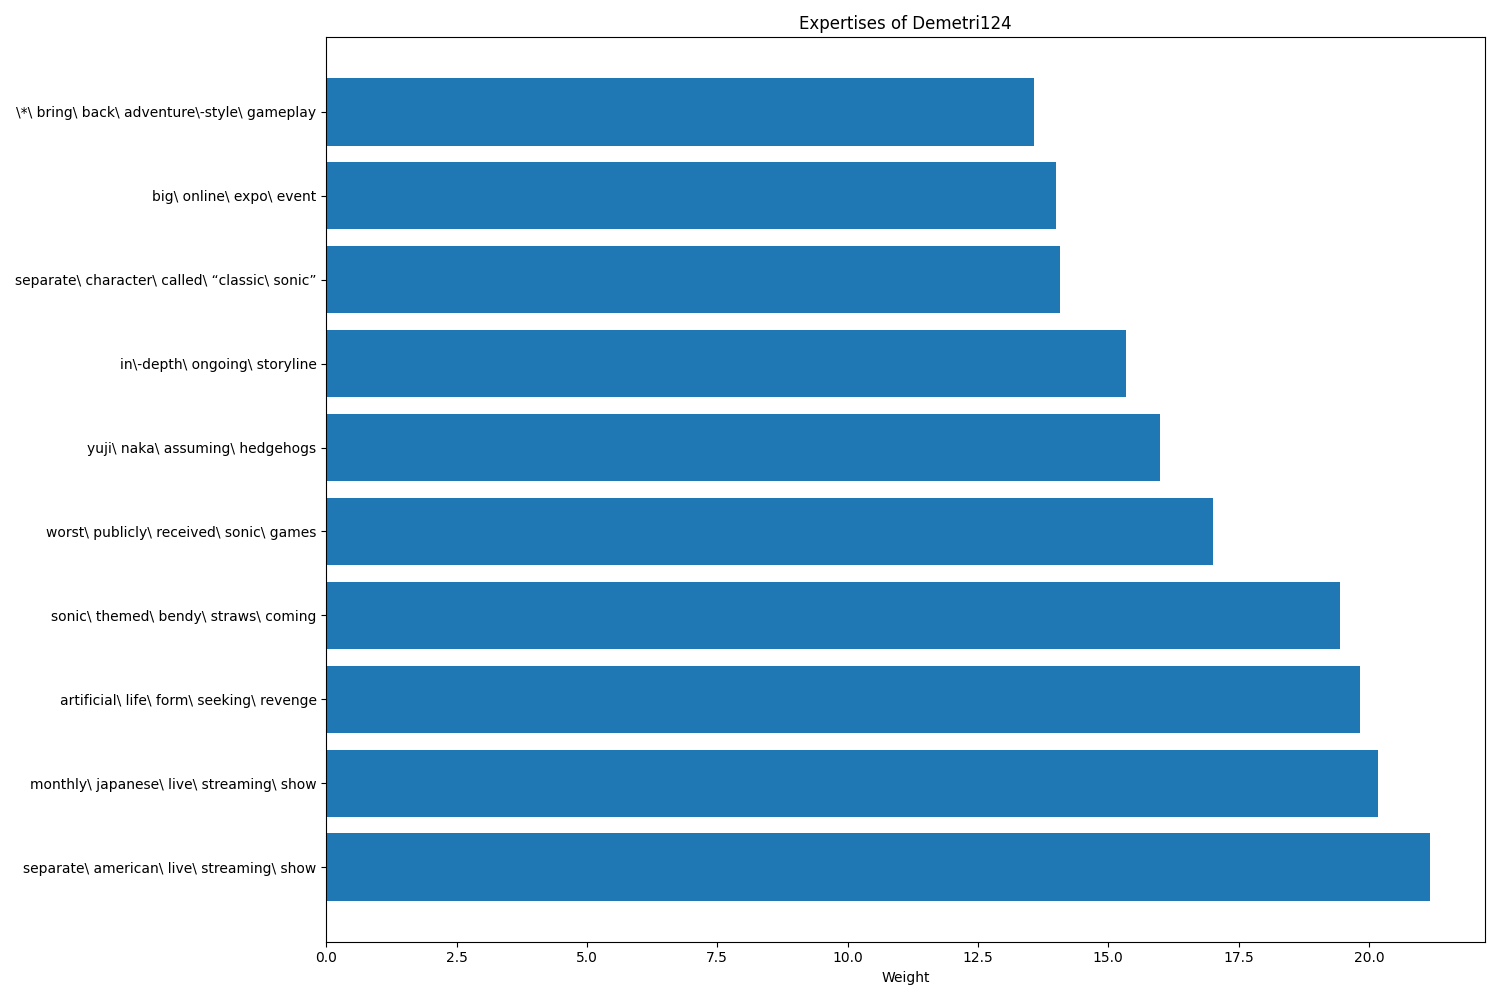 Expertises of Demetri124
\*\ bring\ back\ adventure\-style\ gameplay
big\ online\ expo\ event
separate\ character\ called\ “classic\ sonic”
in\-depth\ ongoing\ storyline
yuji\ naka\ assuming\ hedgehogs
worst\ publicly\ received\ sonic\ games
sonic\ themed\ bendy\ straws\ coming
artificial\ life\ form\ seeking\ revenge
monthly\ japanese\ live\ streaming\ show
separate\ american\ live\ streaming\ show
0.0 2.5 5.0 7.5 10.0 12.5 15.0 17.5 20.0
Weight